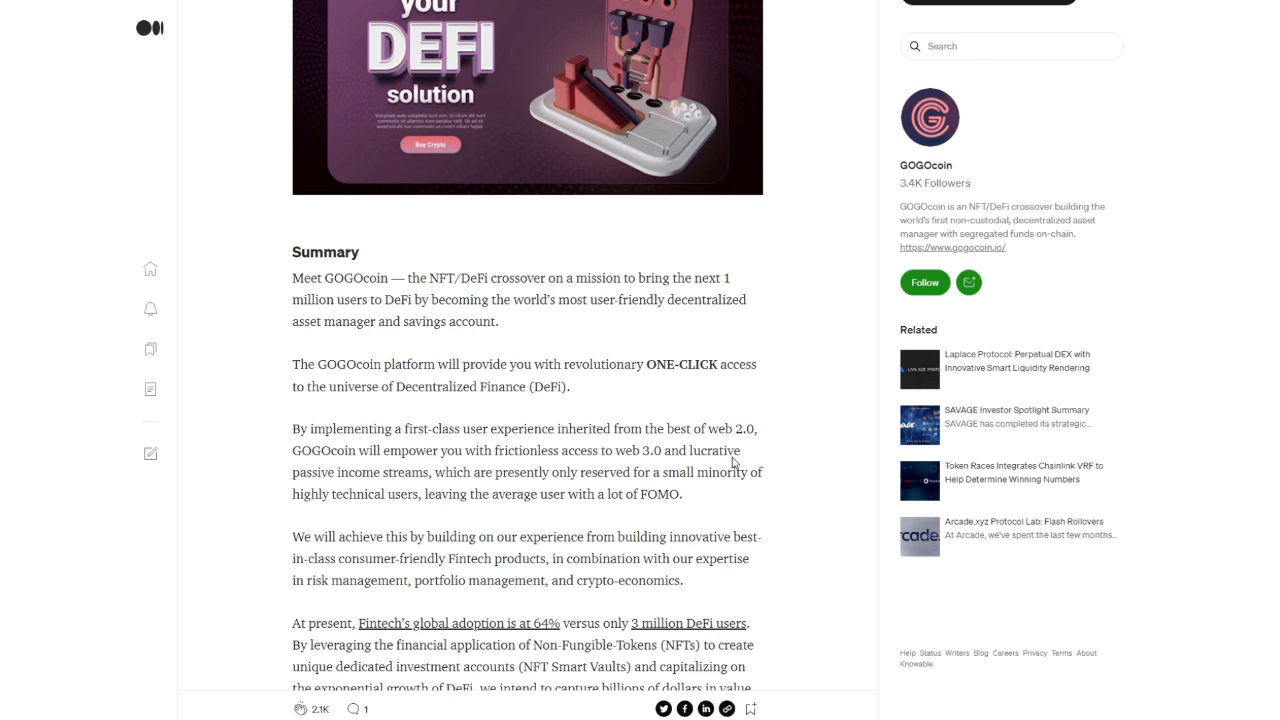 your
DEFI
solution
Buy Crypto
Summary
Meet GOGOcoin — the NFT/DeFi crossover on a mission to bring the next 1
million users to DeFi by becoming the world's most user-friendly decentralized
asset manager and savings account.
The GOGOcoin platform will provide you with revolutionary ONE-CLICK access
to the universe of Decentralized Finance (DeFi).
By implementing a first-class user experience inherited from the best of web 2.0,
GOGOcoin will empower you with frictionless access to web 3.0 and lucrative
passive income streams, which are presently only reserved for a small minority of
highly technical users, leaving the average user with a lot of FOMO.
We will achieve this by building on our experience from building innovative best-
in-class consumer-friendly Fintech products, in combination with our expertise
in risk management, portfolio management, and crypto-economics.
At present, Fintech's global adoption is at 64% versus only 3 million DeFi users.
By leveraging the financial application of Non-Fungible-Tokens (NFTs) to create
unique dedicated investment accounts (NFT Smart Vaults) and capitalizing on
the exponential growth of DeFi, we intend to capture billions of dollars in value
2.1K
1
Search
GOGOcoin
3.4K Followers
GOGOcoin is an NFT/DeFi crossover building the
world's first non-custodial, decentralized asset
manager with segregated funds on-chain.
https://www.gogocoin.io/
Follow
Related
Laplace Protocol: Perpetual DEX with
Innovative Smart Liquidity Rendering
SAVAGE Investor Spotlight Summary
SAVAGE has completed its strategic...
Token Races Integrates Chainlink VRF to
Help Determine Winning Numbers
Arcade.xyz Protocol Lab: Flash Rollovers
At Arcade, we've spent the last few months...
Help Status Writers Blog Careers Privacy Terms About
Knowable